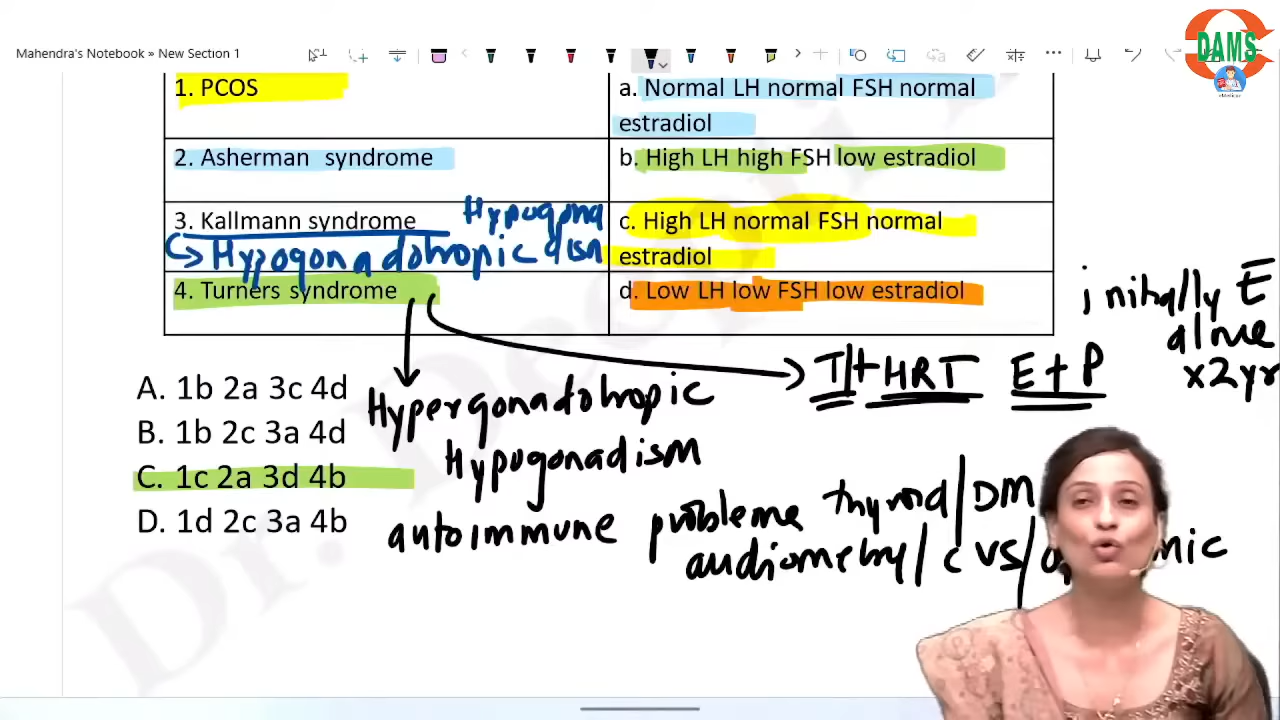 Mahendra's Notebook » New Section 1
DAMS
1. PCOS
a. Normal LH normal FSH normal
estradiol
2. Asherman syndrome
b. High LH high FSH low estradiol
3. Kallmann syndrome
Hypogona
dism
Hypogonadotropic
c. High LH normal FSH normal
estradiol
4. Turners syndrome
d. Low LH low FSH low estradiol
initially E
alone
x2yr
T/t HRT E + P
A. 1b 2a 3c 4d
B. 1b 2c 3a 4d
C. 1c 2a 3d 4b
D. 1d 2c 3a 4b
Hypergonadotropic
Hypogonadism
autoimmune probleme thyroid/DM
audiometry/ CVS/